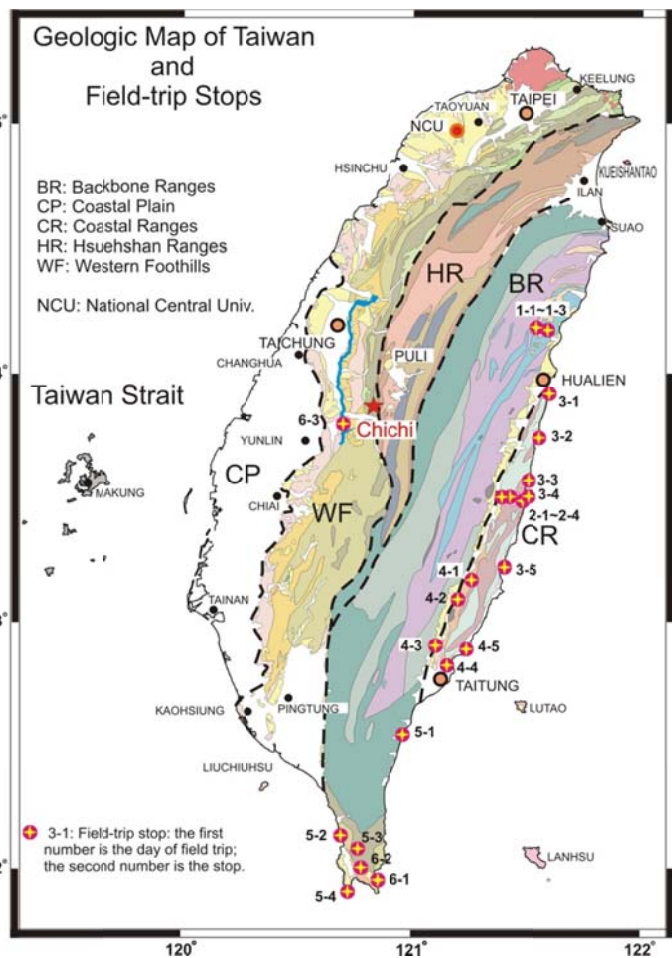 Geologic Map of Taiwan
and
Field-trip Stops
KEELUNG
TAIPEI
TAOYUAN
NCU
5°
HSINCHU
KUEISHANTAO
ILAN
SUAO
BR: Backbone Ranges
CP: Coastal Plain
CR: Coastal Ranges
HR: Hsuehshan Ranges
WF: Western Foothills
NCU: National Central Univ.
HR
BR
1-1~1-3
TAICHUNG
CHANGHUA
PULI
4°
HUALIEN
3-1
Taiwan Strait
6-3
Chichi
YUNLIN
3-2
CP
MAKUNG
CHIAI
WF
3-3
3-4
2-1~2-4
CR
3-5
4-1
4-2
TAINAN
3°
4-3
4-5
4-4
TAITUNG
KAOHSIUNG
PINGTUNG
LUTAO
5-1
LIUCHIUHSU
3-1: Field-trip stop: the first
number is the day of field trip;
the second number is the stop.
5-2
5-3
6-2
LANHSU
2°
6-1
5-4
120°
121°
122°